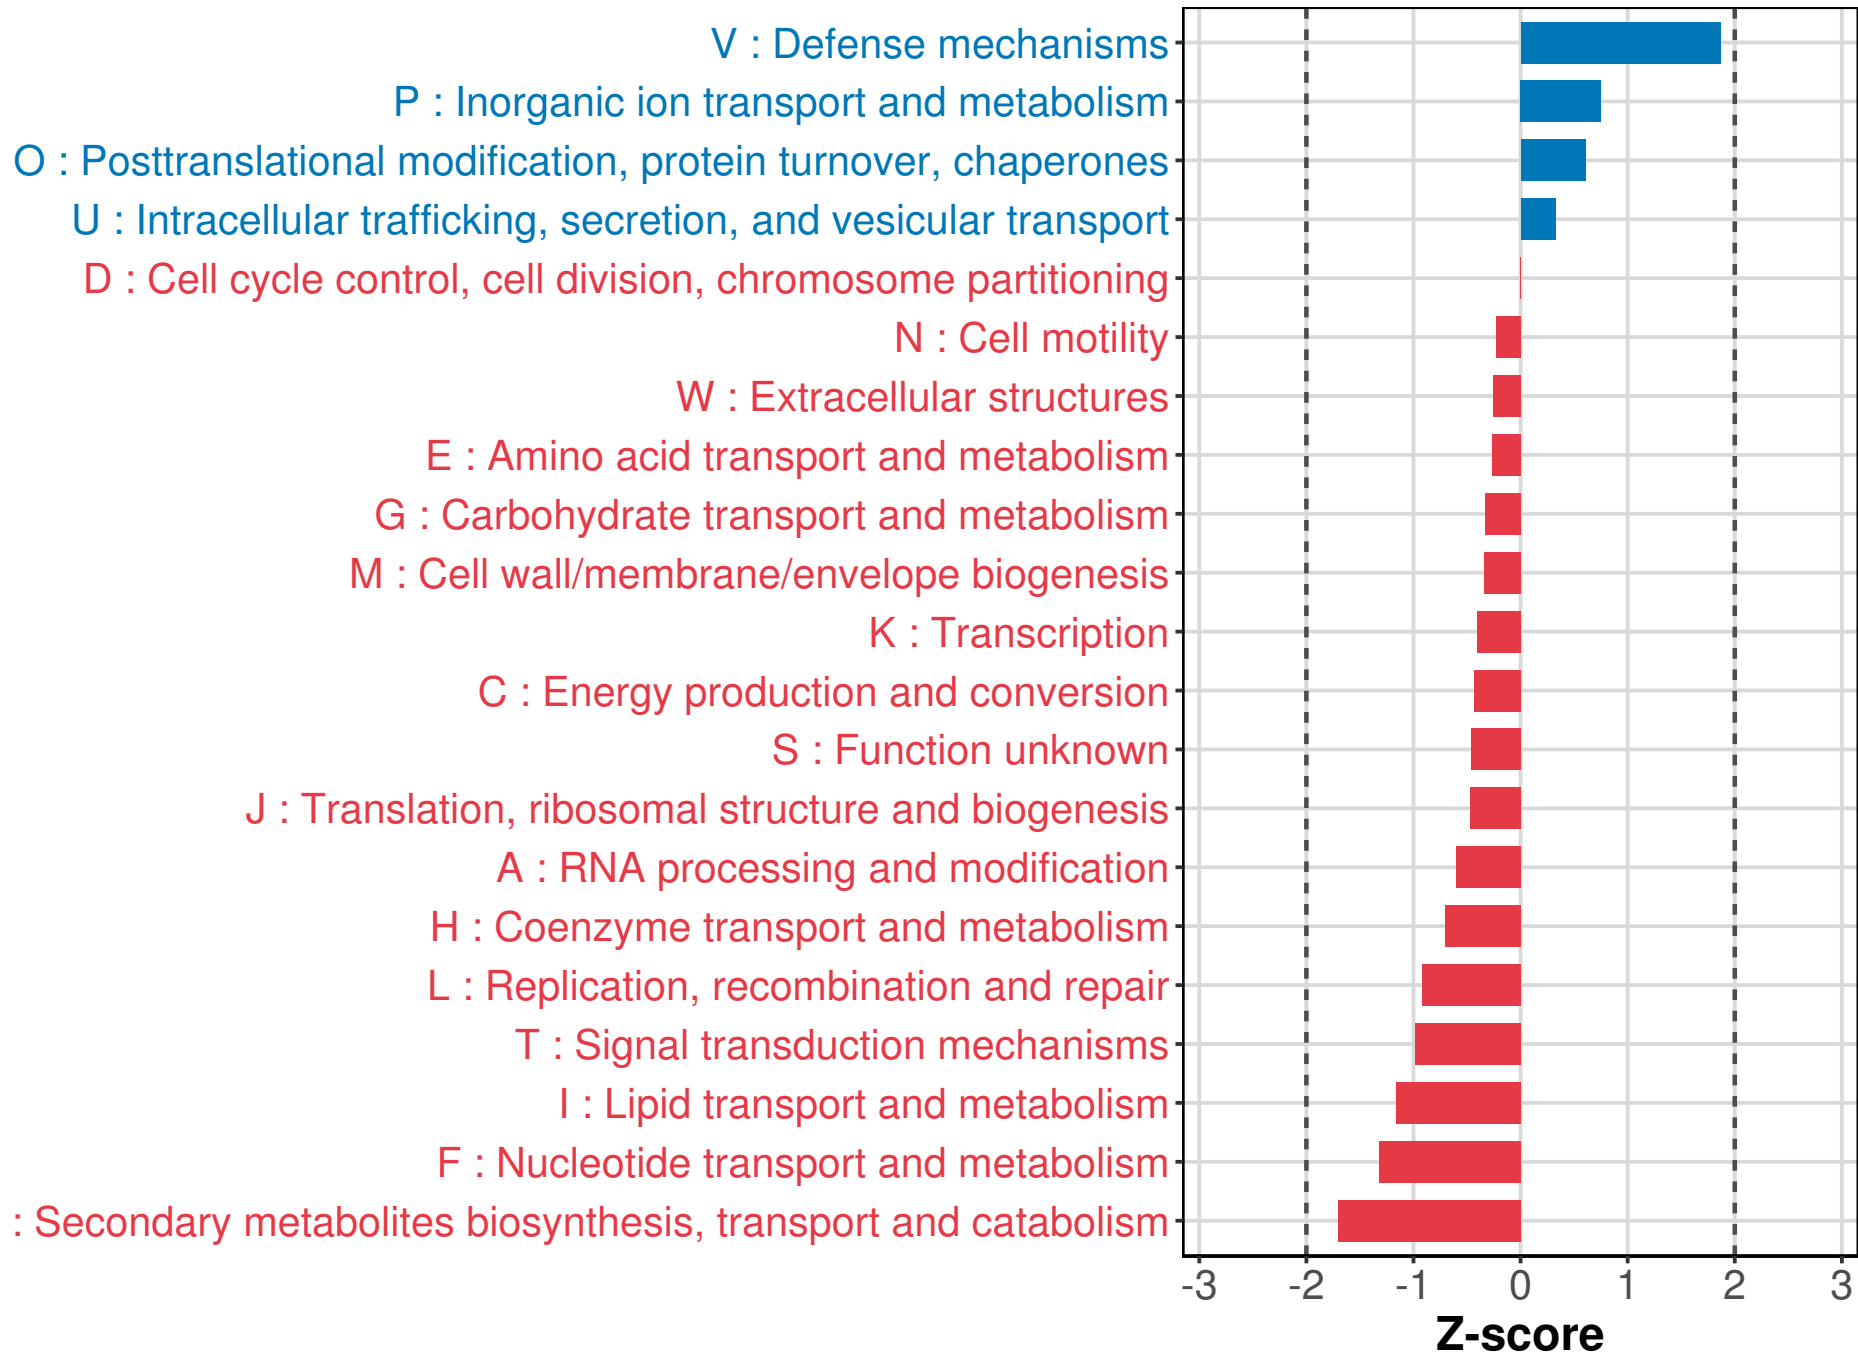 V : Defense mechanisms
P : Inorganic ion transport and metabolism
O : Posttranslational modification, protein turnover, chaperones
U : Intracellular trafficking, secretion, and vesicular transport
D : Cell cycle control, cell division, chromosome partitioning
N : Cell motility
W : Extracellular structures
E : Amino acid transport and metabolism
G : Carbohydrate transport and metabolism
M : Cell wall/membrane/envelope biogenesis
K : Transcription
C : Energy production and conversion
S : Function unknown
J : Translation, ribosomal structure and biogenesis
A : RNA processing and modification
H : Coenzyme transport and metabolism
L : Replication, recombination and repair
T : Signal transduction mechanisms
I : Lipid transport and metabolism
F : Nucleotide transport and metabolism
: Secondary metabolites biosynthesis, transport and catabolism
-3 -2 -1 0 1 2 3
Z-score